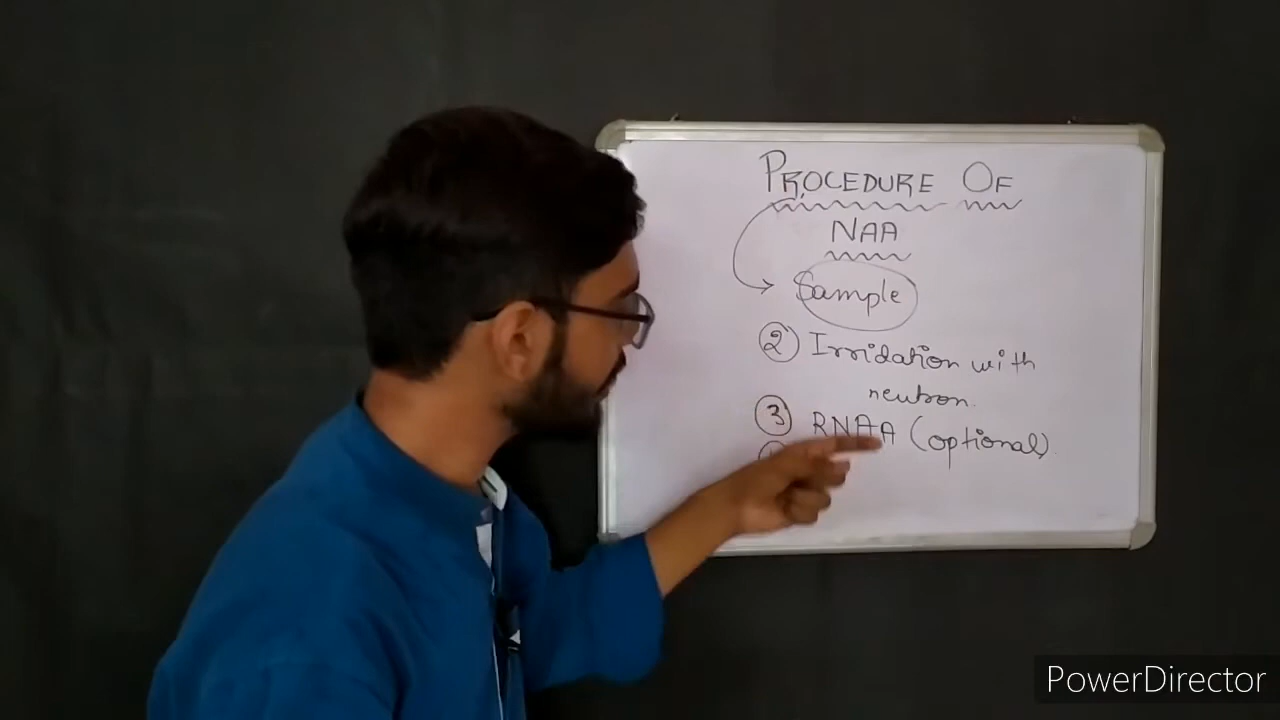 PROCEDURE OF
NAA
Sample
② Irridation with
neutron.
③ RNAA (optional)
PowerDirector